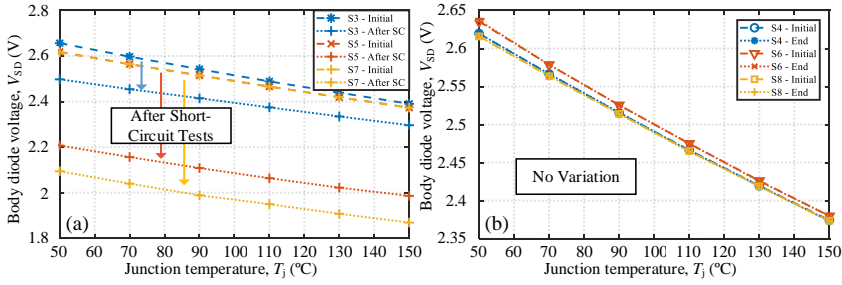 2.8
2.6
2.4
2.2
2
1.8
Body diode voltage, VSD (V)
S3 - Initial
S3 - After SC
S5 - Initial
S5 - After SC
S7 - Initial
S7 - After SC
After Short-
Circuit Tests
(a)
50 60 70 80 90 100 110 120 130 140 150
Junction temperature, Tj (ºC)
2.65
2.6
2.55
2.5
2.45
2.4
2.35
Body diode voltage, VSD (V)
S4 - Initial
S4 - End
S6 - Initial
S6 - End
S8 - Initial
S8 - End
No Variation
(b)
50 60 70 80 90 100 110 120 130 140 150
Junction temperature, Tj (ºC)